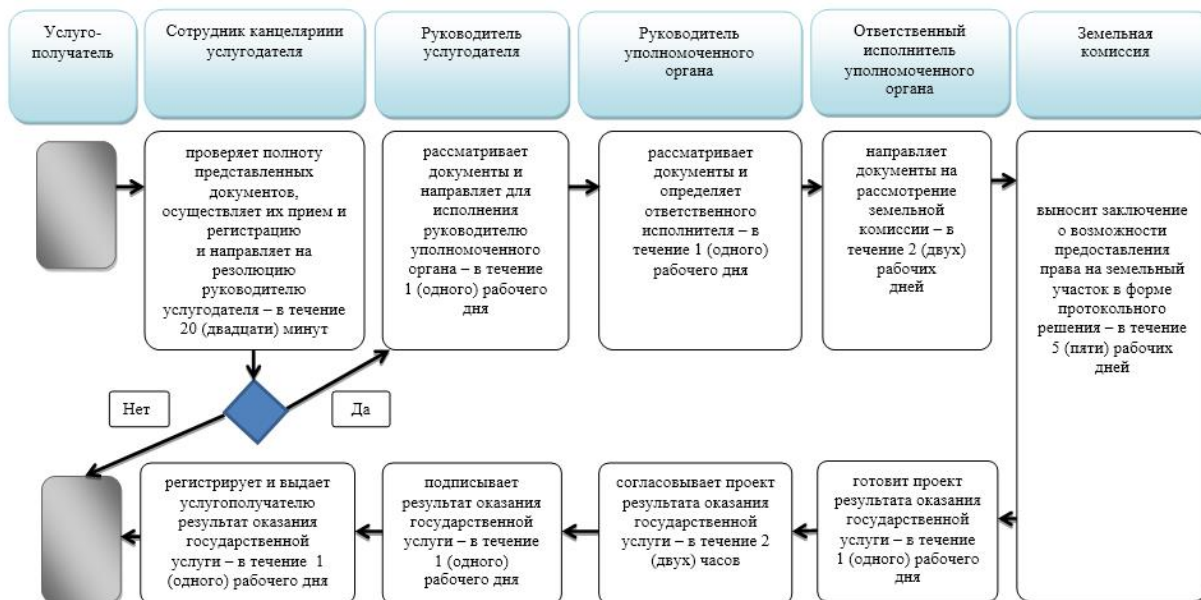 Услуго-
получатель
Сотрудник канцеляриии
услугодателя
Руководитель
услугодателя
Руководитель
уполномоченного
органа
Ответственный
исполнитель
уполномоченного
органа
Земельная
комиссия
проверяет полноту
представленных
документов,
осуществляет их прием и
регистрацию
и направляет на
резолюцию
руководителю
услугодателя – в течение
20 (двадцати) минут
рассматривает
документы и
направляет для
исполнения
руководителю
уполномоченного
органа – в течение
1 (одного) рабочего
дня
рассматривает
документы и
определяет
ответственного
исполнителя – в
течение 1 (одного)
рабочего дня
направляет
документы на
рассмотрение
земельной
комиссии – в
течение 2 (двух)
рабочих
дней
выносит заключение
о возможности
предоставления
права на земельный
участок в форме
протокольного
решения – в течение
5 (пяти) рабочих
дней
Нет
Да
регистрирует и выдает
услугополучателю
результат оказания
государственной
услуги – в течение 1
(одного) рабочего дня
подписывает
результат оказания
государственной
услуги – в течение
1 (одного)
рабочего дня
согласовывает проект
результата оказания
государственной
услуги – в течение 2
(двух) часов
готовит проект
результата оказания
государственной
услуги – в течение
1 (одного) рабочего
дня